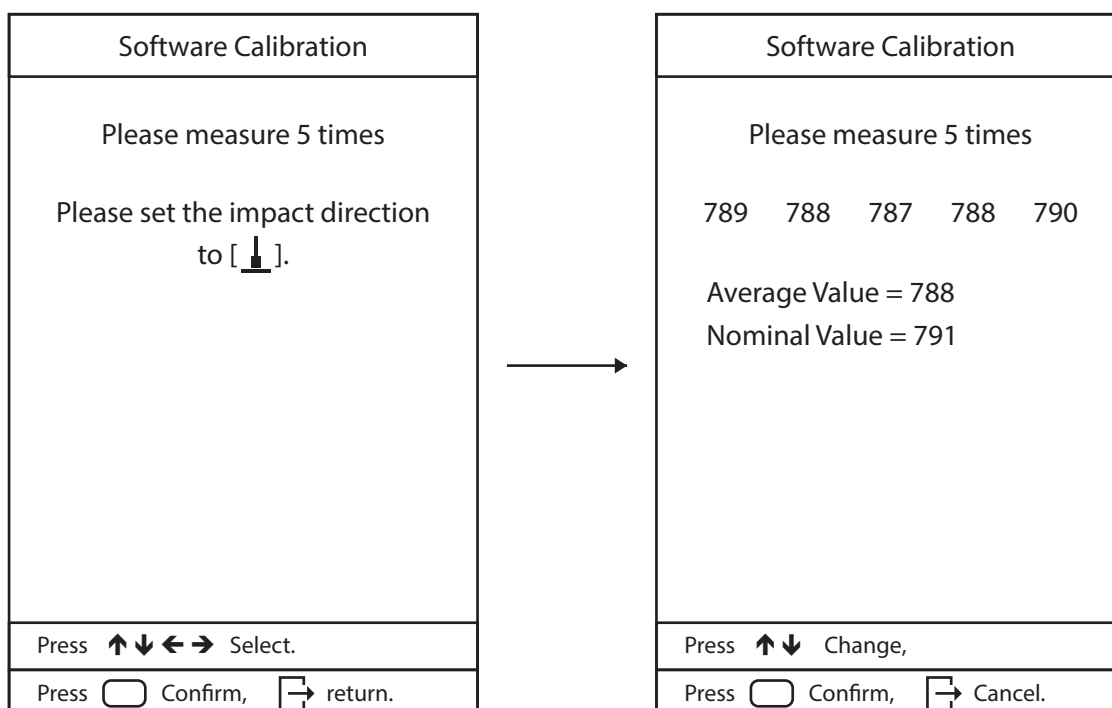 Software Calibration
Please measure 5 times
Please set the impact direction
to [ ].
Press ↑ ↓ ← → Select.
Press Confirm, return.
Software Calibration
Please measure 5 times
789 788 787 788 790
Average Value = 788
Nominal Value = 791
Press ↑ ↓ Change,
Press Confirm, Cancel.